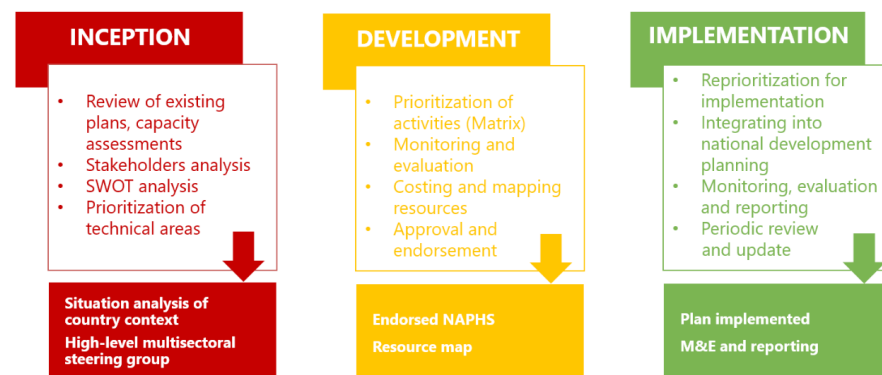 INCEPTION
• Review of existing
plans, capacity
assessments
• Stakeholders analysis
• SWOT analysis
• Prioritization of
technical areas
Situation analysis of
country context
High-level multisectoral
steering group
DEVELOPMENT
• Prioritization of
activities (Matrix)
• Monitoring and
evaluation
• Costing and mapping
resources
• Approval and
endorsement
Endorsed NAPHS
Resource map
IMPLEMENTATION
• Reprioritization for
implementation
• Integrating into
national development
planning
• Monitoring, evaluation
and reporting
• Periodic review
and update
Plan implemented
M&E and reporting